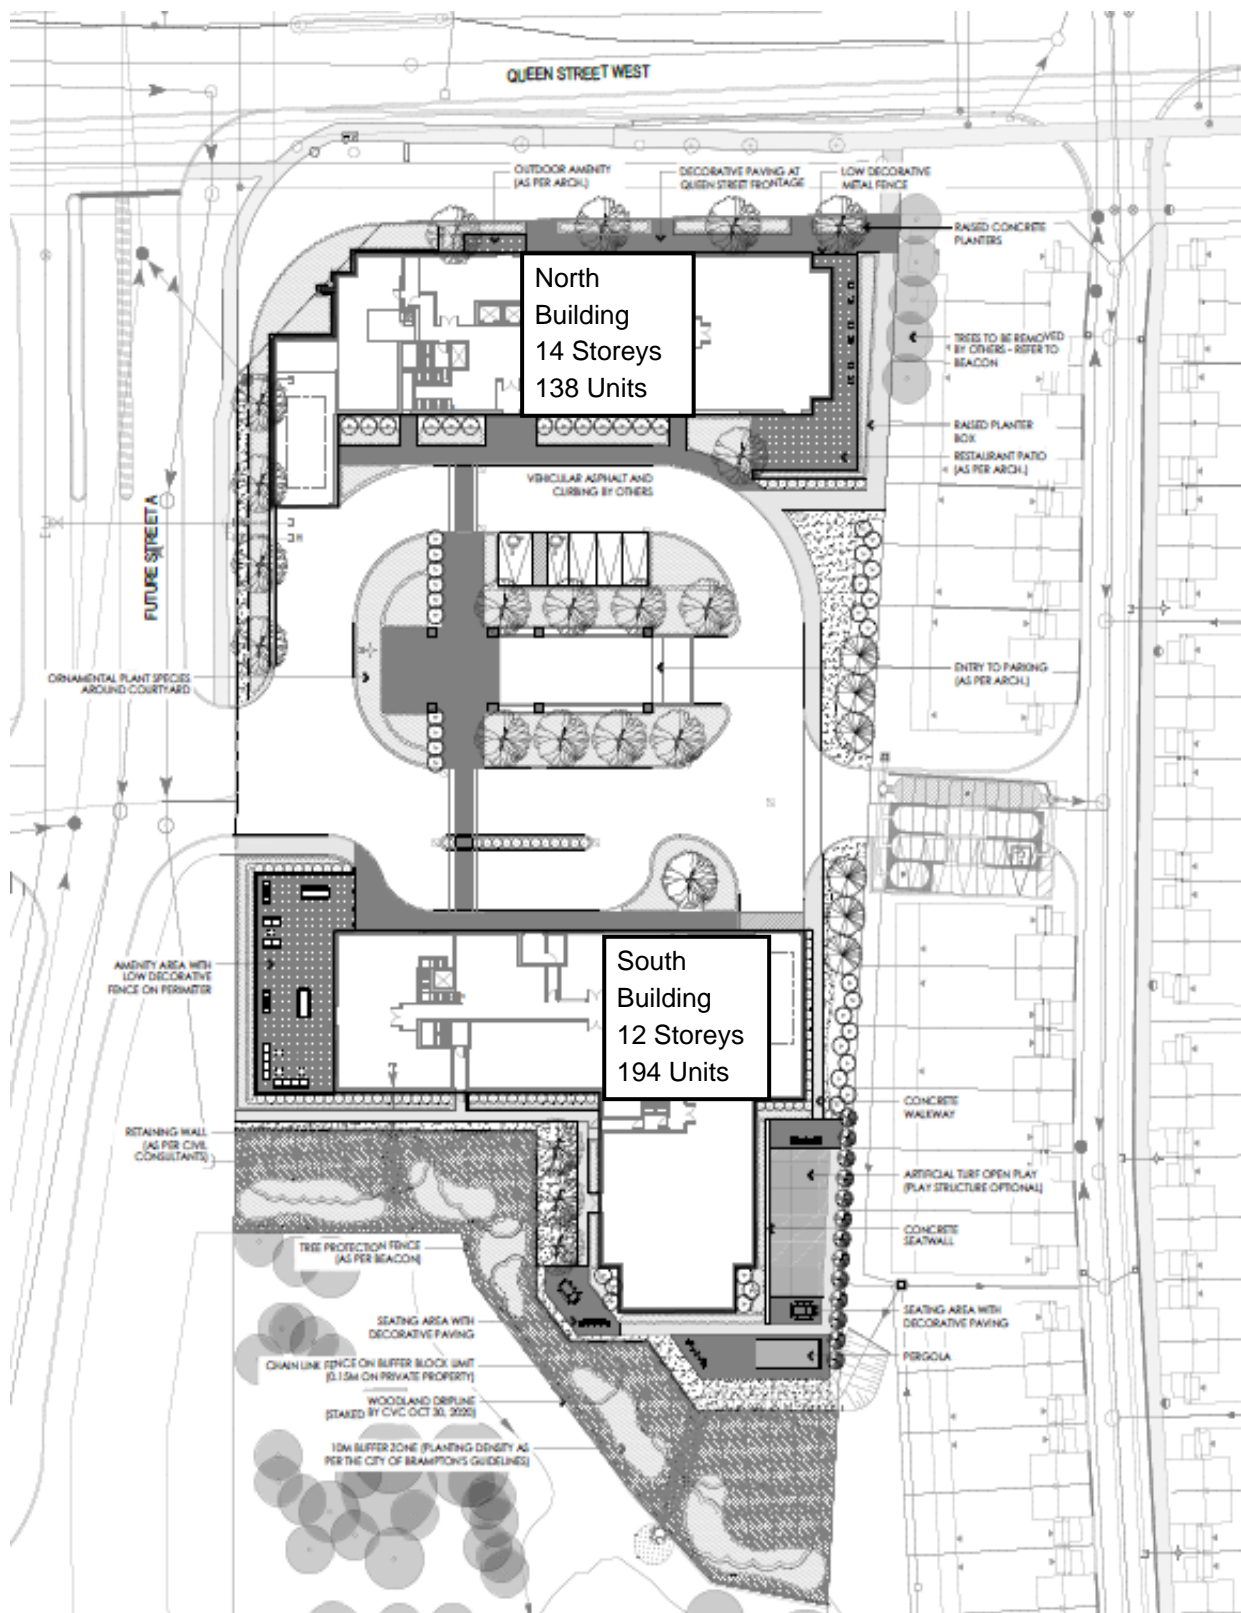 QUEEN STREET WEST
OUTDOOR AMENITY
(AS PER ARCH.)
DECORATIVE PAVING AT
QUEEN STREET FRONTAGE
LOW DECORATIVE
METAL FENCE
RAISED CONCRETE
PLANTERS
North
Building
14 Storeys
138 Units
TREES TO BE REMOVED
BY OTHERS - REFER TO
BEACON
RAISED PLANTER
BOX
RESTAURANT PATIO
(AS PER ARCH.)
VEHICULAR ASPHALT AND
CURBING BY OTHERS
FUTURE STREET A
ORNAMENTAL PLANT SPECIES
AROUND COURTYARD
ENTRY TO PARKING
(AS PER ARCH.)
AMENITY AREA WITH
LOW DECORATIVE
FENCE ON PERIMETER
South
Building
12 Storeys
194 Units
CONCRETE
WALKWAY
RETAINING WALL
(AS PER CIVIL
CONSULTANTS)
ARTIFICIAL TURF OPEN PLAY
(PLAY STRUCTURE OPTIONAL)
CONCRETE
SEATWALL
TREE PROTECTION FENCE
(AS PER BEACON)
SEATING AREA WITH
DECORATIVE PAVING
SEATING AREA WITH
DECORATIVE PAVING
PERGOLA
CHAIN LINK FENCE ON BUFFER BLOCK LIMIT
(0.15M ON PRIVATE PROPERTY)
WOODLAND DRIPLINE
(STAKED BY CVC OCT 30, 2020)
10M BUFFER ZONE (PLANTING DENSITY AS
PER THE CITY OF BRAMPTON'S GUIDELINES)